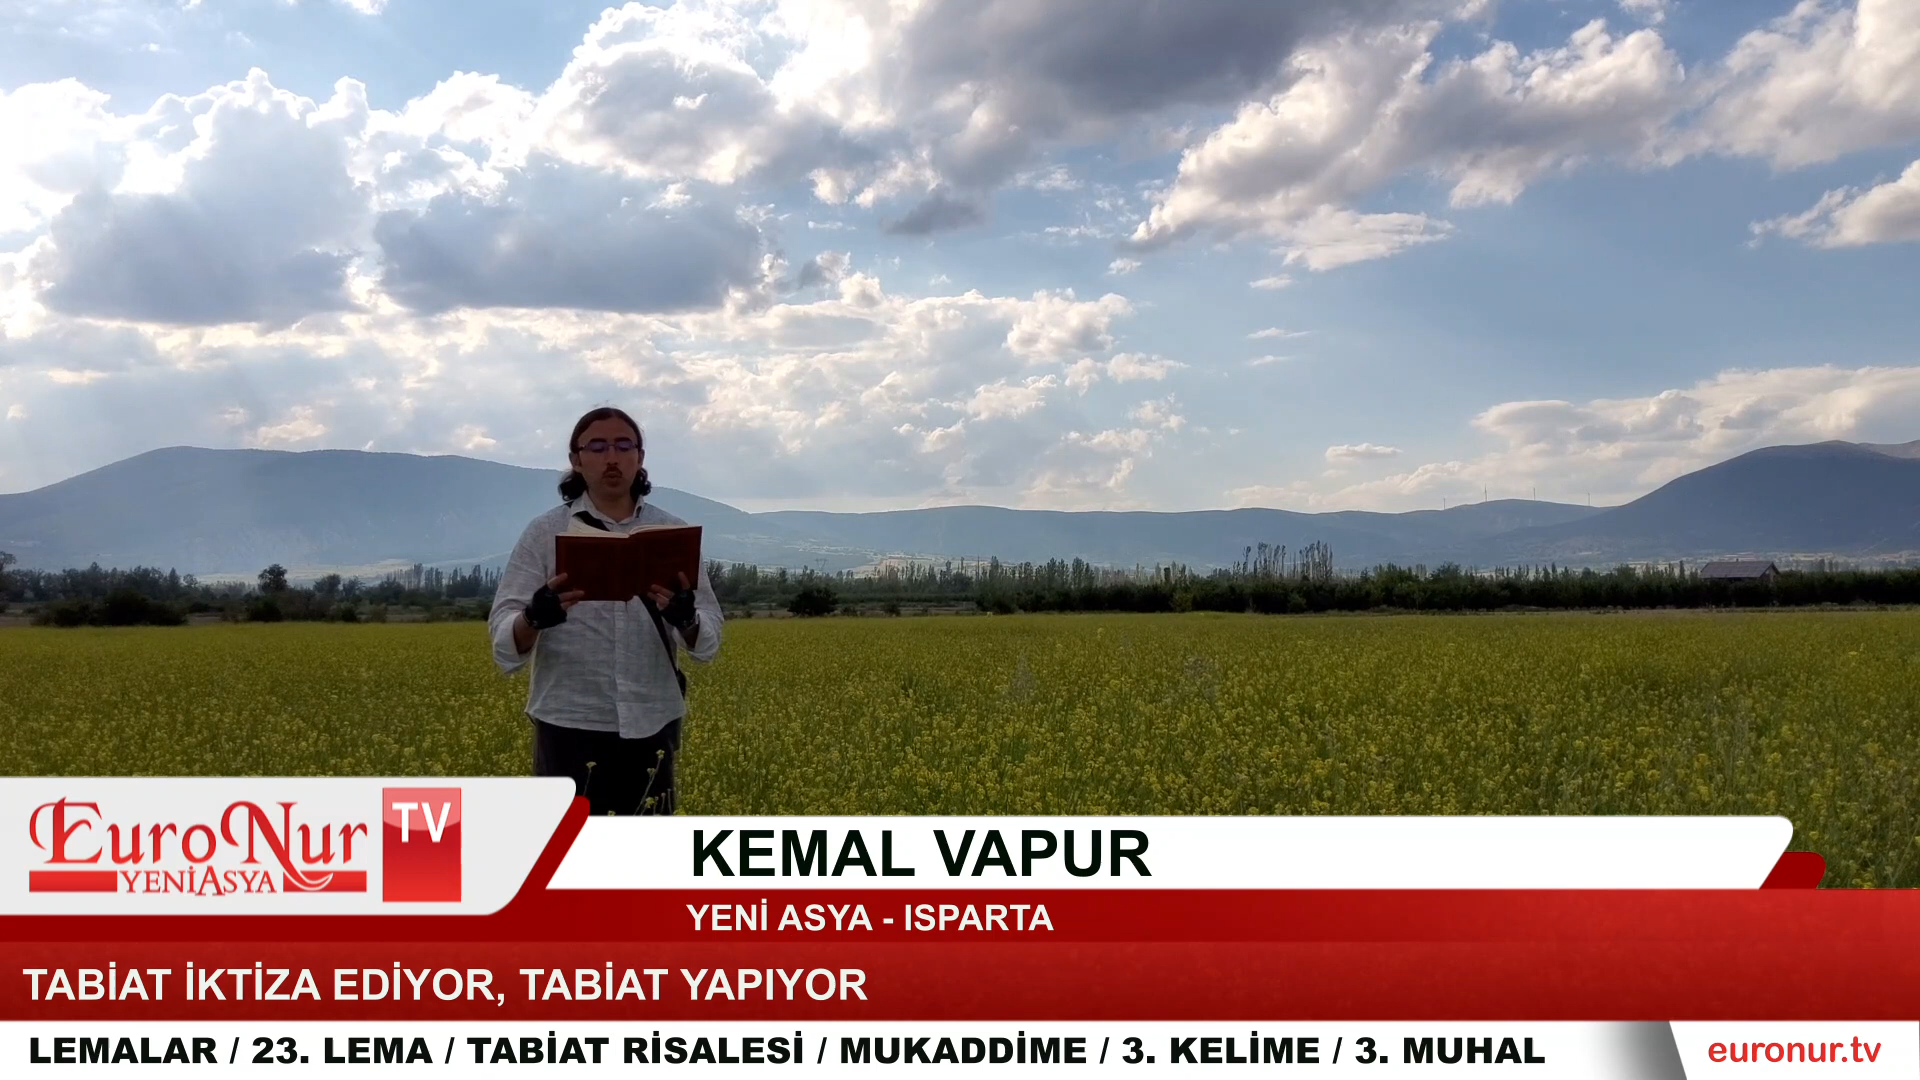 EURONUR TV
YENİASYA
KEMAL VAPUR
YENİ ASYA - ISPARTA
TABİAT İKTİZA EDİYOR, TABİAT YAPIYOR
LEMALAR / 23. LEMA / TABİAT RİSALESİ / MUKADDİME / 3. KELİME / 3. MUHAL
euronur.tv